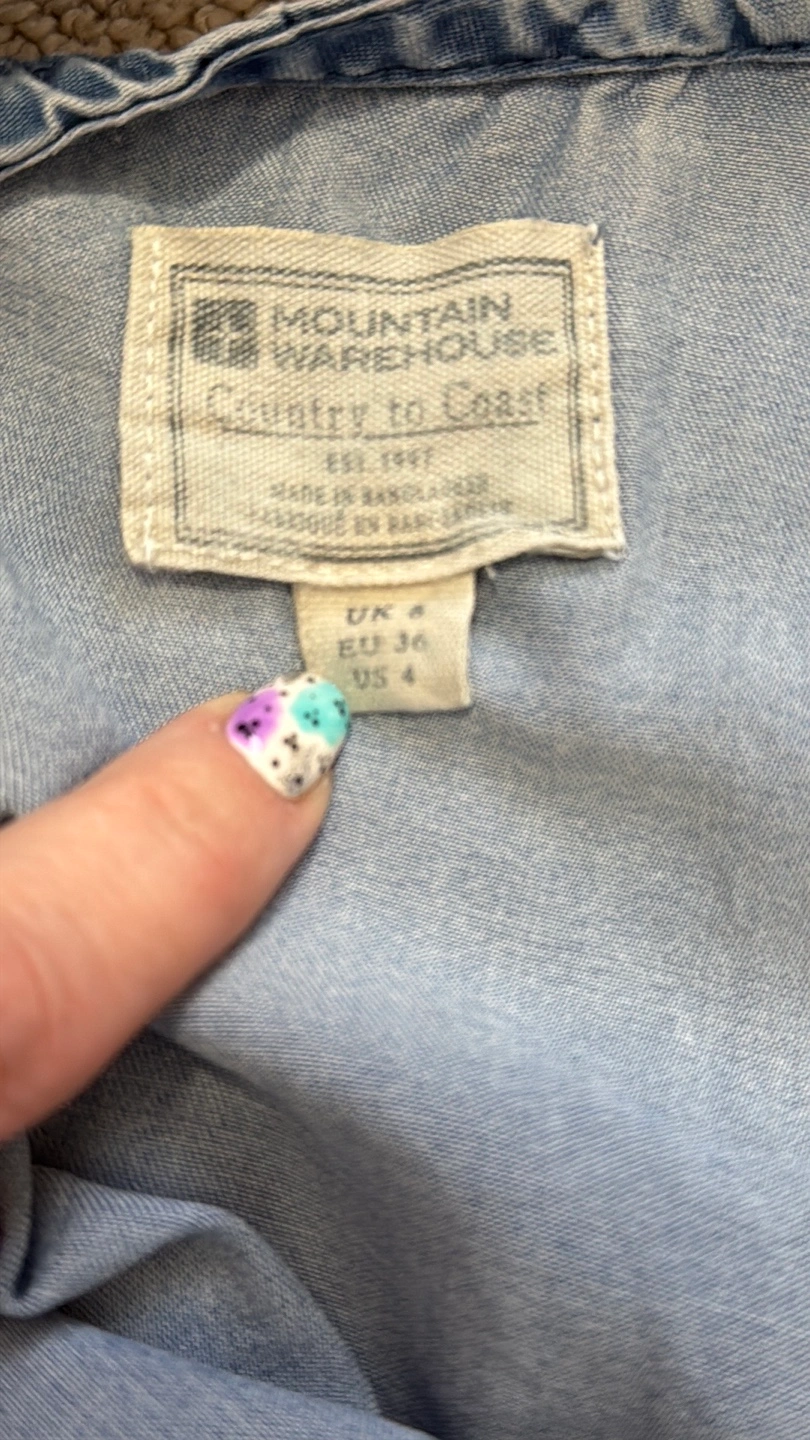 MOUNTAIN
WAREHOUSE
Country to Coast
EST. 1997
MADE IN BANGLADESH
FABRIQUÉ EN BANGLADESH
UK 8
EU 36
US 4